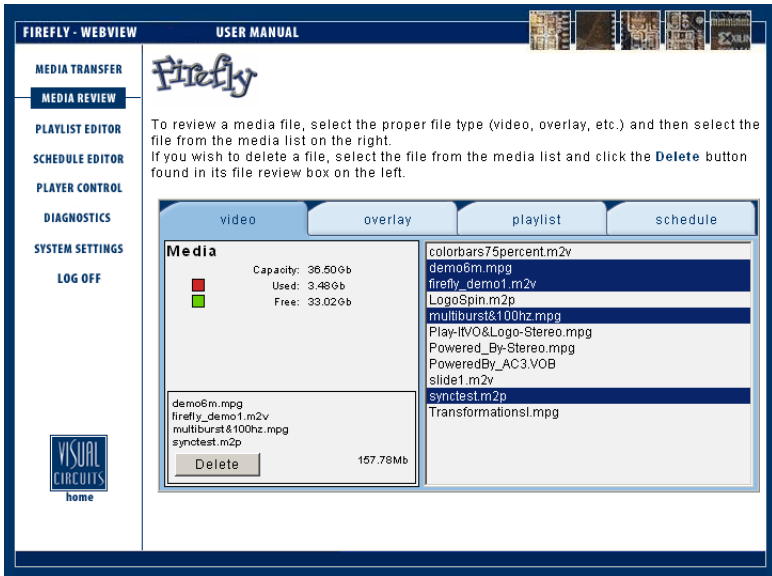 FIREFLY - WEBVIEW
USER MANUAL
MEDIA TRANSFER
MEDIA REVIEW
PLAYLIST EDITOR
SCHEDULE EDITOR
PLAYER CONTROL
DIAGNOSTICS
SYSTEM SETTINGS
LOG OFF
VISUAL
CIRCUITS
home
XILIN
Firefly
To review a media file, select the proper file type (video, overlay, etc.) and then select the
file from the media list on the right.
If you wish to delete a file, select the file from the media list and click the Delete button
found in its file review box on the left.
video
overlay
playlist
schedule
Media
Capacity: 36.50Gb
Used: 3.48Gb
Free: 33.02Gb
demo6m.mpg
firefly_demo1.m2v
multiburst&100hz.mpg
synctest.m2p
Delete
157.78Mb
colorbars75percent.m2v
demo6m.mpg
firefly_demo1.m2v
LogoSpin.m2p
multiburst&100hz.mpg
Play-ItVO&Logo-Stereo.mpg
Powered_By-Stereo.mpg
PoweredBy_AC3.VOB
slide1.m2v
synctest.m2p
TransformationsI.mpg